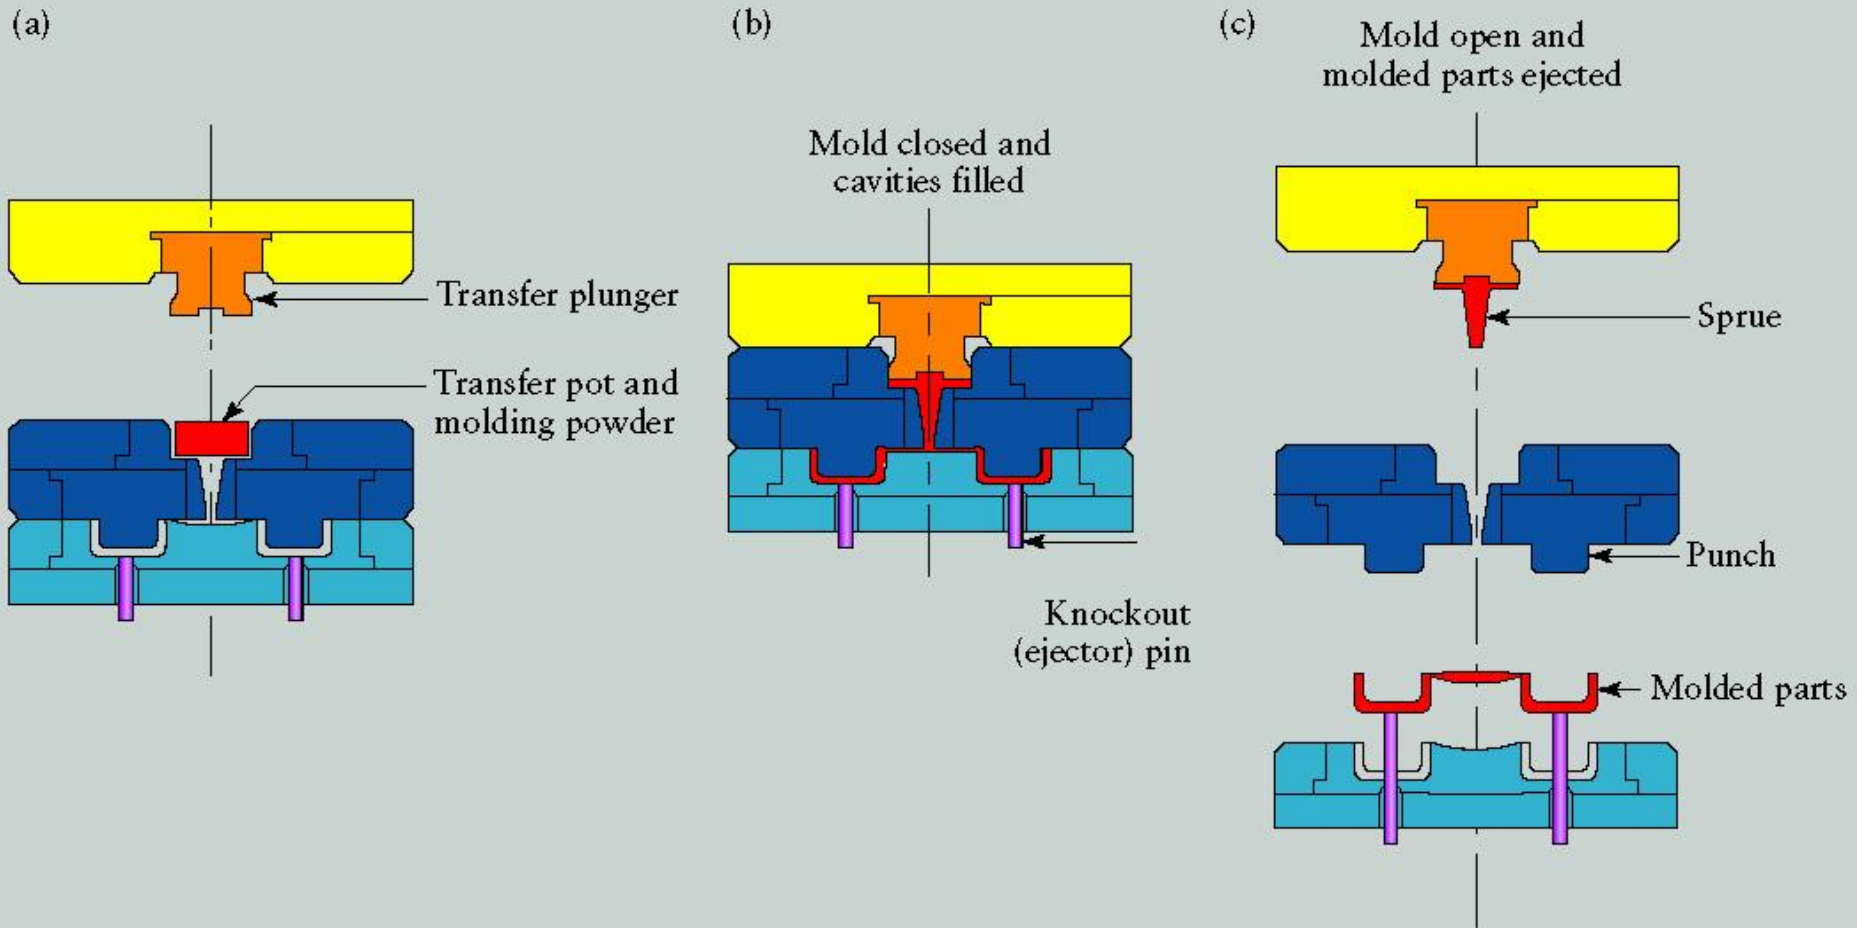 (a)
Transfer plunger
Transfer pot and
molding powder
(b)
Mold closed and
cavities filled
Knockout
(ejector) pin
(c)
Mold open and
molded parts ejected
Sprue
Punch
Molded parts